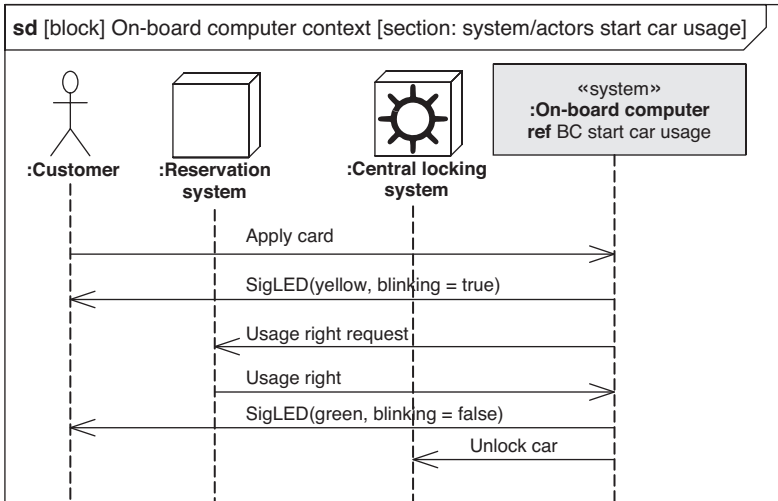 sd [block] On-board computer context [section: system/actors start car usage]
«system»
:On-board computer
ref BC start car usage
:Customer
:Reservation
system
:Central locking
system
Apply card
SigLED(yellow, blinking = true)
Usage right request
Usage right
SigLED(green, blinking = false)
Unlock car